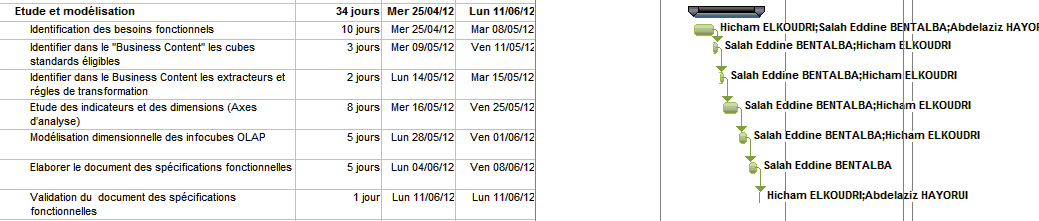 Etude et modélisation 34 jours Mer 25/04/12 Lun 11/06/12
Identification des besoins fonctionnels 10 jours Mer 25/04/12 Mar 08/05/12 Hicham ELKOUDRI;Salah Eddine BENTALBA;Abdelaziz HAYORI
Identifier dans le "Business Content" les cubes 3 jours Mer 09/05/12 Ven 11/05/12 Salah Eddine BENTALBA;Hicham ELKOUDRI
standards éligibles
Identifier dans le Business Content les extracteurs et 2 jours Lun 14/05/12 Mar 15/05/12 Salah Eddine BENTALBA;Hicham ELKOUDRI
régles de transformation
Etude des indicateurs et des dimensions (Axes 8 jours Mer 16/05/12 Ven 25/05/12 Salah Eddine BENTALBA;Hicham ELKOUDRI
d'analyse)
Modélisation dimensionnelle des infocubes OLAP 5 jours Lun 28/05/12 Ven 01/06/12 Salah Eddine BENTALBA;Hicham ELKOUDRI
Elaborer le document des spécifications fonctionnelles 5 jours Lun 04/06/12 Ven 08/06/12 Salah Eddine BENTALBA
Validation du document des spécifications 1 jour Lun 11/06/12 Lun 11/06/12 Hicham ELKOUDRI;Abdelaziz HAYORUI
fonctionnelles